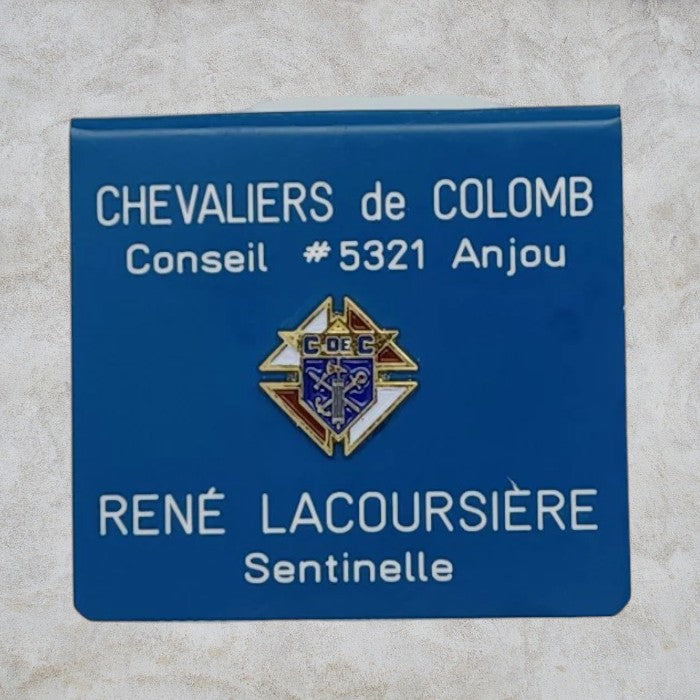 CHEVALIERS de COLOMB
Conseil #5321 Anjou
C DE C
RENÉ LACOURSIÈRE
Sentinelle